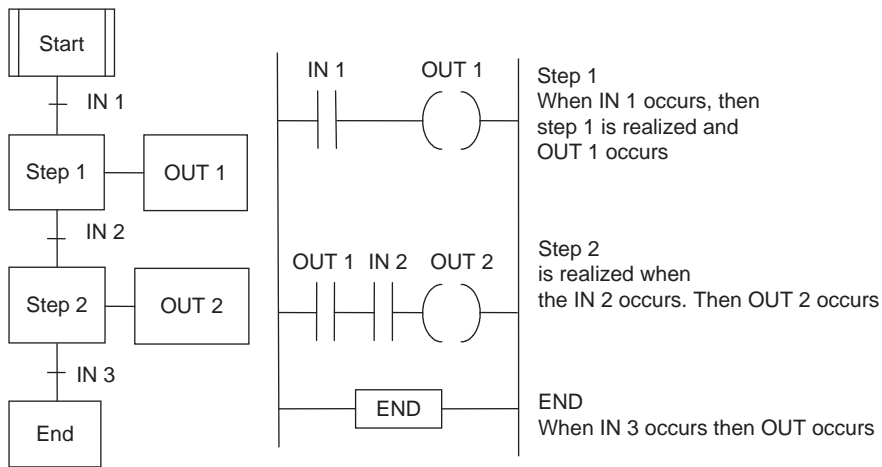 Start
IN 1
Step 1
OUT 1
IN 2
Step 2
OUT 2
IN 3
End
IN 1
OUT 1
OUT 1
IN 2
OUT 2
END
Step 1
When IN 1 occurs, then
step 1 is realized and
OUT 1 occurs
Step 2
is realized when
the IN 2 occurs. Then OUT 2 occurs
END
When IN 3 occurs then OUT occurs